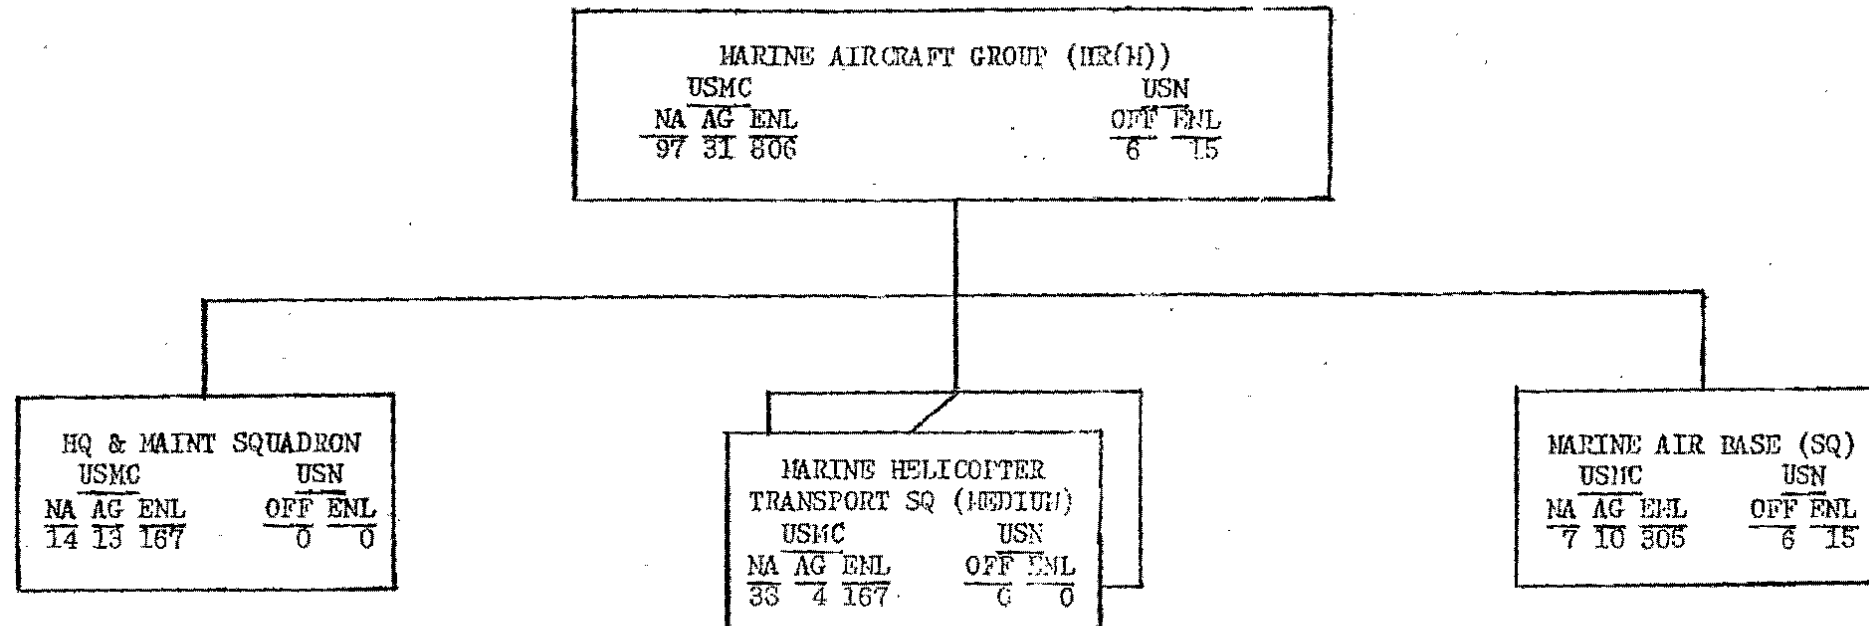 MARINE AIRCRAFT GROUP (HR(M))
USMC USN
NA AG ENL OFF ENL
97 31 806 6 15
HQ & MAINT SQUADRON
USMC USN
NA AG ENL OFF ENL
14 13 167 0 0
MARINE HELICOPTER
TRANSPORT SQ (MEDIUM)
USMC USN
NA AG ENL OFF ENL
38 4 167 0 0
MARINE AIR BASE (SQ)
USMC USN
NA AG ENL OFF ENL
7 10 305 6 15